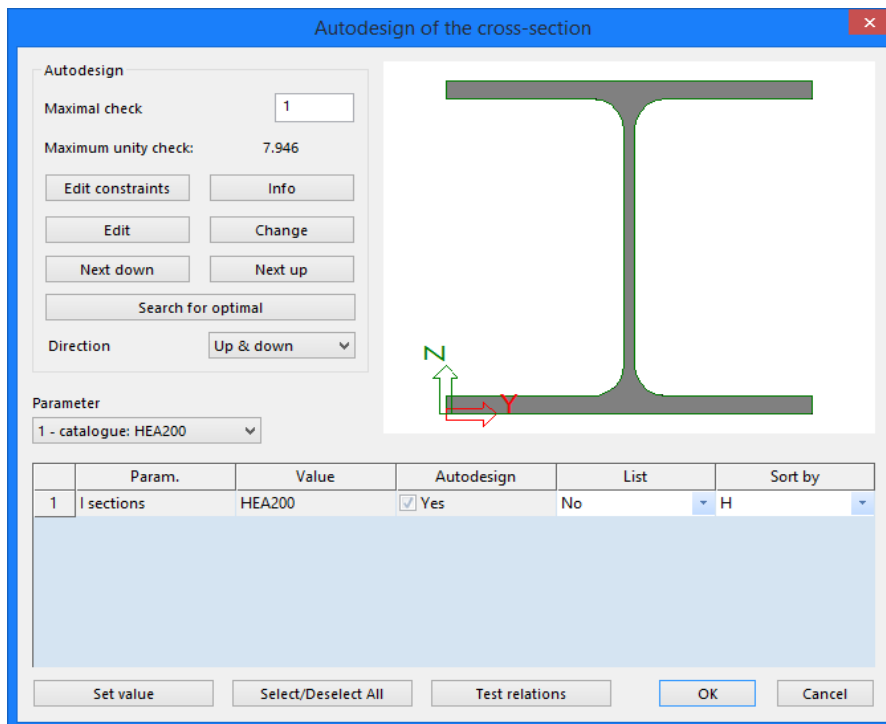 Autodesign of the cross-section
Autodesign
Maximal check 1
Maximum unity check: 7.946
Edit constraints Info
Edit Change
Next down Next up
Search for optimal
Direction Up & down
Z
Y
Parameter
1 - catalogue: HEA200
Param. Value Autodesign List Sort by
1 I sections HEA200 Yes No H
Set value Select/Deselect All Test relations OK Cancel